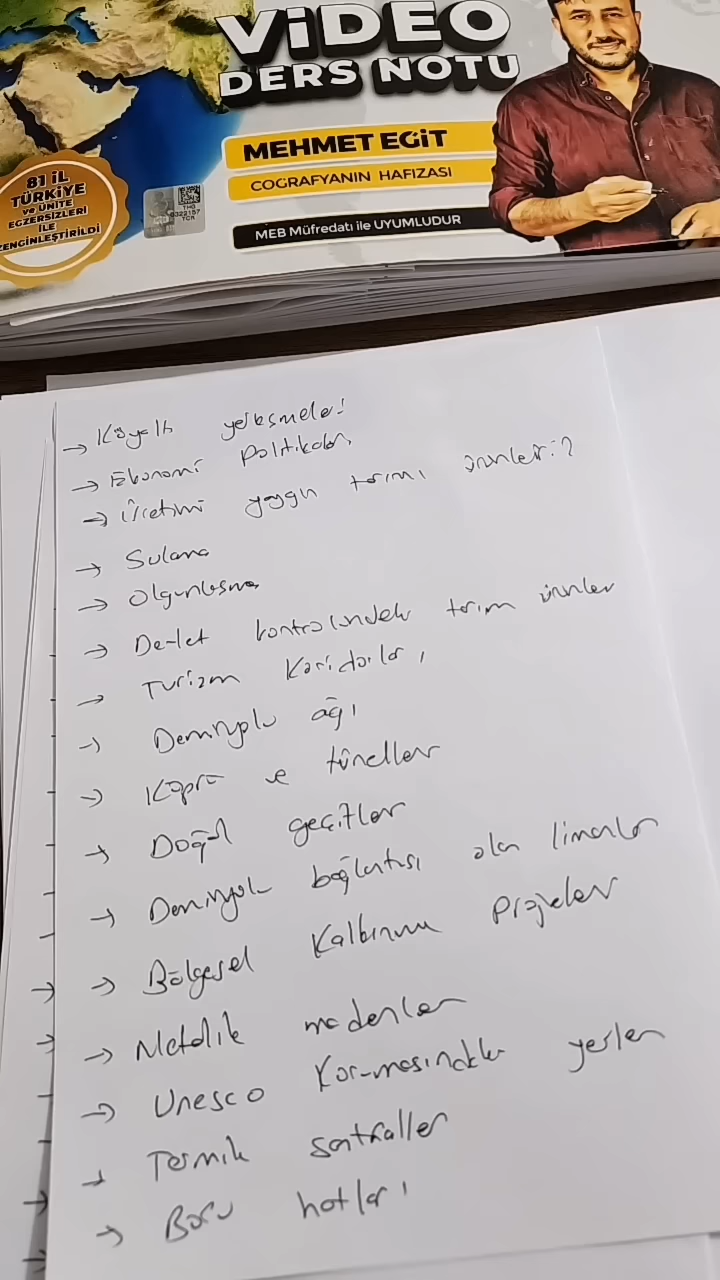 VİDEO
DERS NOTU
MEHMET EĞİT
COĞRAFYANIN HAFIZASI
MEB Müfredatı ile UYUMLUDUR
81 İL
TÜRKİYE
ve ÜNİTE
EGZERSİZLERİ
İLE
ZENGİNLEŞTİRİLDİ
→ Köyaltı yerleşmeleri
→ Ekonomi Politikaları
→ Üretimi yaygın tarım ürünleri?
→ Sulama
→ Olgunlaşma
→ Devlet kontrolündeki tarım ürünler
→ Turizm Koridorları
→ Demiryolu ağı
→ Köprü ve tüneller
→ Doğal geçitler
→ Demiryolu bağlantısı olan limanlar
→ Bölgesel Kalkınma Projeler
→ Metalik madenler
→ Unesco Korumasındaki yerler
→ Termik santraller
→ Boru hatları